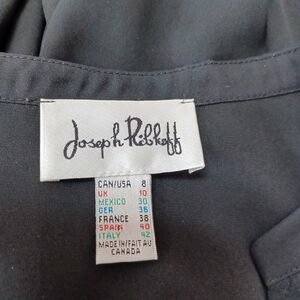 Joseph Ribkoff
CAN/USA 8
UK 10
MEXICO 30
GER 36
FRANCE 38
SPAIN 40
ITALY 42
MADE IN/FAIT AU
CANADA